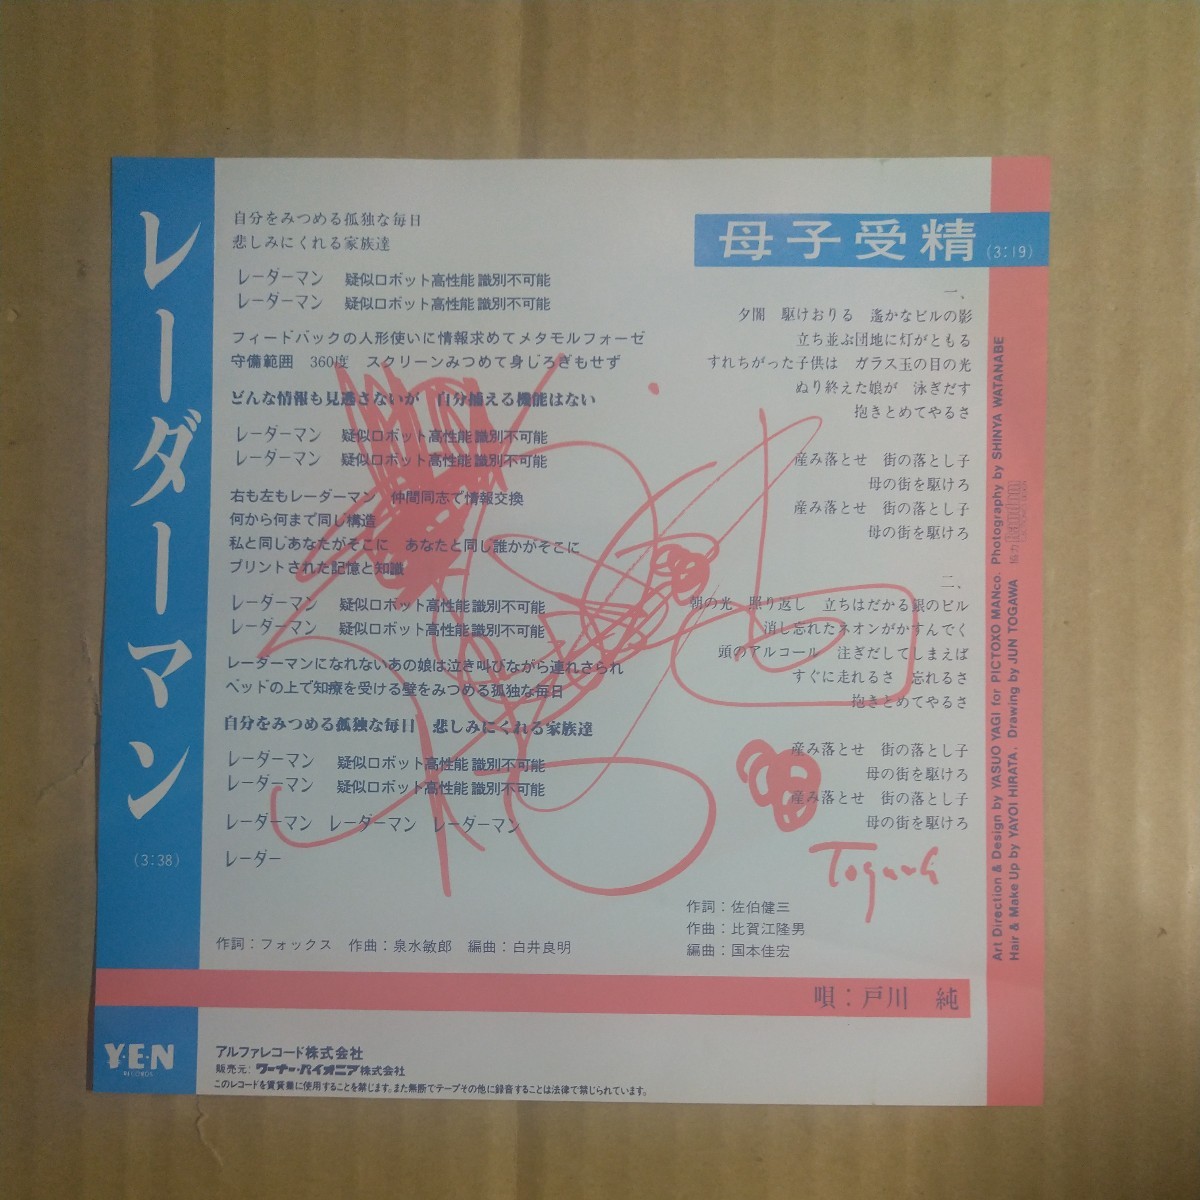 レーダーマン
(3:38)
自分をみつめる孤独な毎日
悲しみにくれる家族達
レーダーマン 疑似ロボット高性能 識別不可能
レーダーマン 疑似ロボット高性能 識別不可能
フィードバックの人形使いに情報求めてメタモルフォーゼ
守備範囲 360度 スクリーンみつめて身じろぎもせず
どんな情報も見逃さないが 自分捕える機能はない
レーダーマン 疑似ロボット高性能 識別不可能
レーダーマン 疑似ロボット高性能 識別不可能
右も左もレーダーマン 仲間同志で情報交換
何から何まで同じ構造
私と同じあなたがそこに あなたと同じ誰かがそこに
プリントされた記憶と知識
レーダーマン 疑似ロボット高性能 識別不可能
レーダーマン 疑似ロボット高性能 識別不可能
レーダーマンになれないあの娘は泣き叫びながら連れさられ
ベッドの上で知療を受ける壁をみつめる孤独な毎日
自分をみつめる孤独な毎日 悲しみにくれる家族達
レーダーマン 疑似ロボット高性能 識別不可能
レーダーマン 疑似ロボット高性能 識別不可能
レーダーマン レーダーマン レーダーマン
レーダー
作詞：フォックス 作曲：泉水敏郎 編曲：白井良明
母子受精 (3:19)
一、
夕闇 駆けおりる 遙かなビルの影
立ち並ぶ団地に灯がともる
すれちがった子供は ガラス玉の目の光
ぬり終えた娘が 泳ぎだす
抱きとめてやるさ
産み落とせ 街の落とし子
母の街を駆けろ
産み落とせ 街の落とし子
母の街を駆けろ
二、
朝の光 照り返し 立ちはだかる銀のビル
消し忘れたネオンがかすんでく
頭のアルコール 注ぎだしてしまえば
すぐに走れるさ 忘れるさ
抱きとめてやるさ
産み落とせ 街の落とし子
母の街を駆けろ
産み落とせ 街の落とし子
母の街を駆けろ
Togawa
作詞：佐伯健三
作曲：比賀江隆男
編曲：国本佳宏
Art Direction & Design by YASUO YAGI for PICTOXO MANco. Photography by SHINYA WATANABE
Hair & Make Up by YAYOI HIRATA. Drawing by JUN TOGAWA 協力
唄：戸川 純
Y・E・N
RECORDS
アルファレコード株式会社
販売元：ワーナー・パイオニア株式会社
このレコードを賃貸業に使用することを禁じます。また無断でテープその他に録音することは法律で禁じられています。